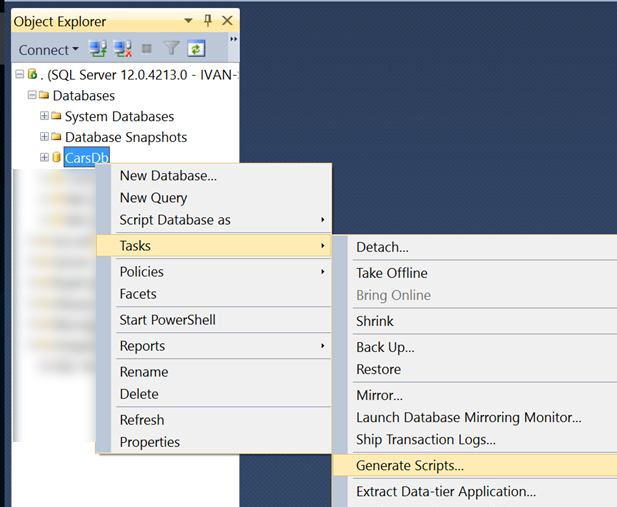 Object Explorer
Connect
. (SQL Server 12.0.4213.0 - IVAN-
Databases
System Databases
Database Snapshots
CarsDb
New Database...
New Query
Script Database as
Tasks
Policies
Facets
Start PowerShell
Reports
Rename
Delete
Refresh
Properties
Detach...
Take Offline
Bring Online
Shrink
Back Up...
Restore
Mirror...
Launch Database Mirroring Monitor...
Ship Transaction Logs...
Generate Scripts...
Extract Data-tier Application...